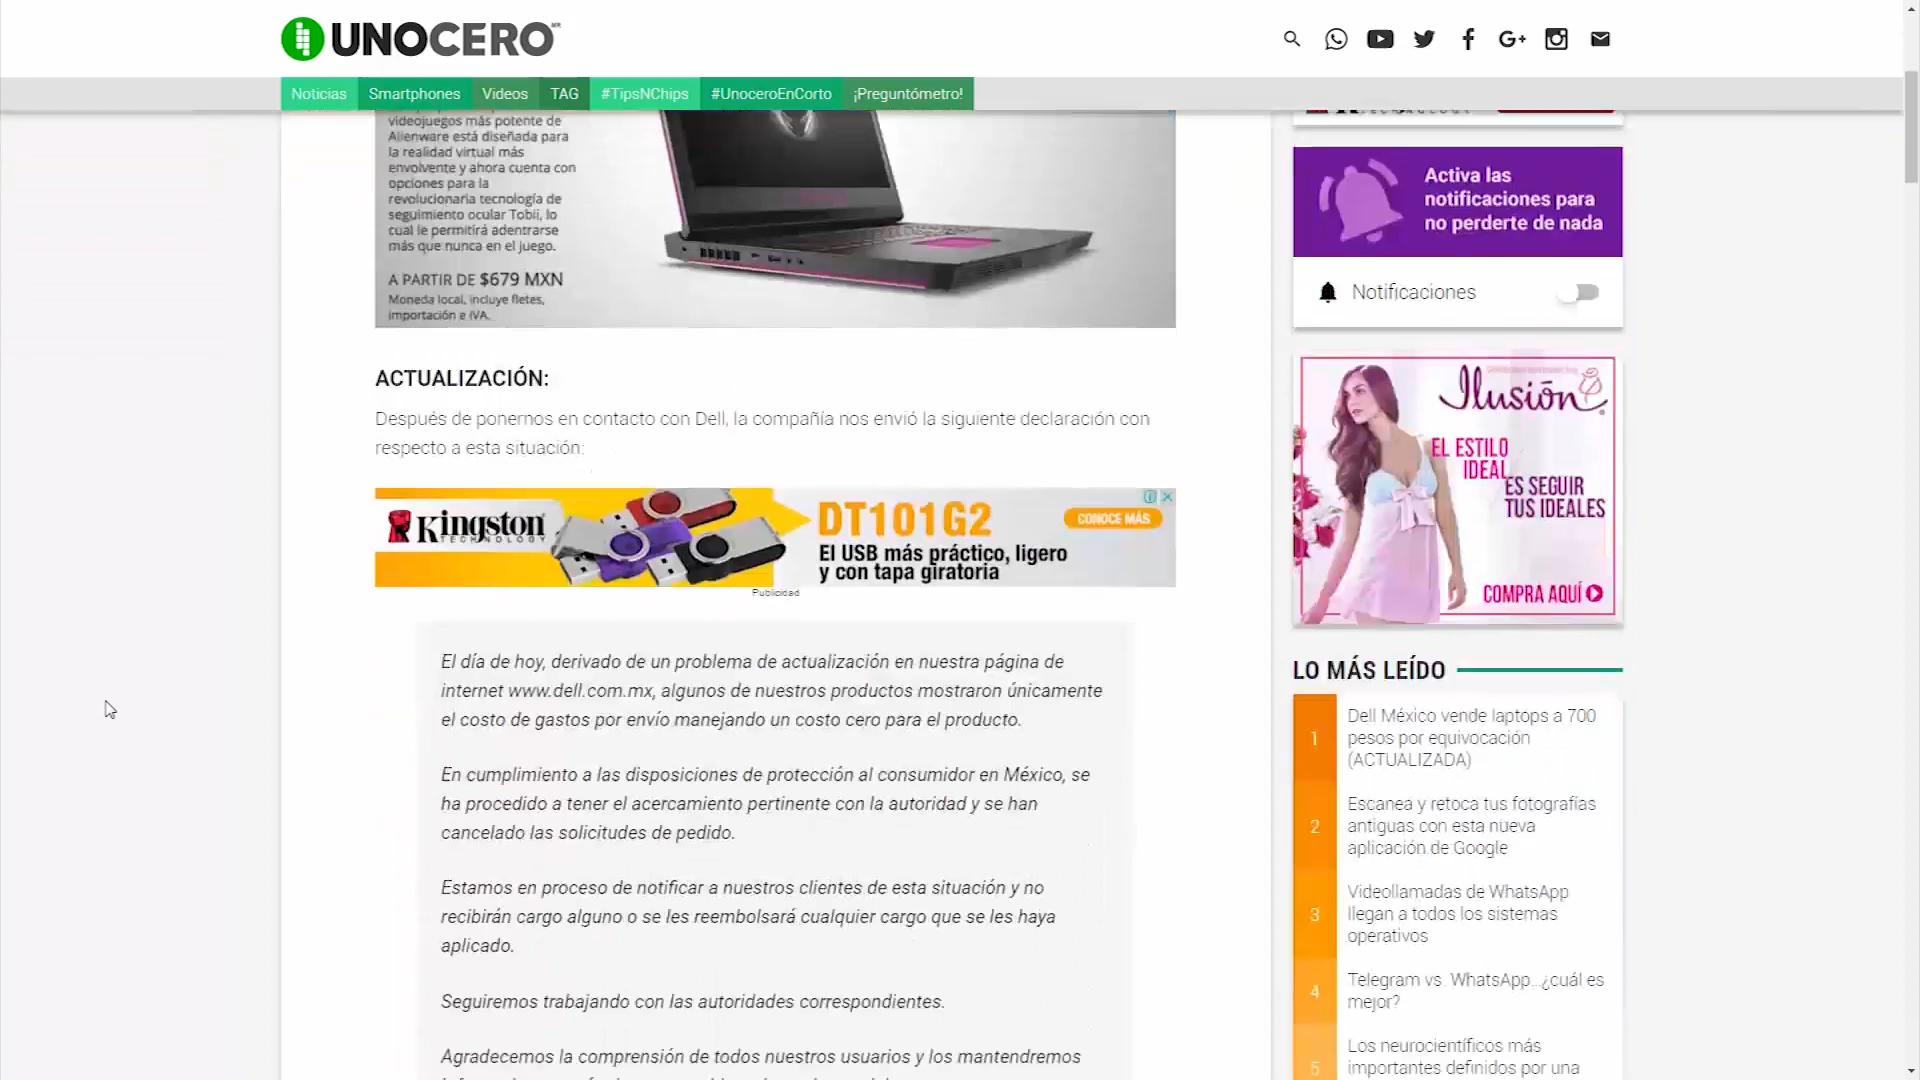 UNOCERO
Noticias
Smartphones
Videos
TAG
#TipsNChips
#UnoceroEnCorto
¡Preguntómetro!
videojuegos más potente de
Alienware está diseñada para
la realidad virtual más
envolvente y ahora cuenta con
opciones para la
revolucionaria tecnología de
seguimiento ocular Tobii, lo
cual le permitirá adentrarse
más que nunca en el juego.
A PARTIR DE $679 MXN
Moneda local, incluye fletes,
importación e IVA.
ACTUALIZACIÓN:
Después de ponernos en contacto con Dell, la compañía nos envió la siguiente declaración con
respecto a esta situación:
Kingston
TECHNOLOGY
DT101G2
El USB más práctico, ligero
y con tapa giratoria
CONOCE MÁS
Publicidad
El día de hoy, derivado de un problema de actualización en nuestra página de
internet www.dell.com.mx, algunos de nuestros productos mostraron únicamente
el costo de gastos por envío manejando un costo cero para el producto.
En cumplimiento a las disposiciones de protección al consumidor en México, se
ha procedido a tener el acercamiento pertinente con la autoridad y se han
cancelado las solicitudes de pedido.
Estamos en proceso de notificar a nuestros clientes de esta situación y no
recibirán cargo alguno o se les reembolsará cualquier cargo que se les haya
aplicado.
Seguiremos trabajando con las autoridades correspondientes.
Agradecemos la comprensión de todos nuestros usuarios y los mantendremos
Activa las
notificaciones para
no perderte de nada
Notificaciones
Ilusión
EL ESTILO
IDEAL
ES SEGUIR
TUS IDEALES
COMPRA AQUÍ
LO MÁS LEÍDO
1
Dell México vende laptops a 700
pesos por equivocación
(ACTUALIZADA)
2
Escanea y retoca tus fotografías
antiguas con esta nueva
aplicación de Google
3
Videollamadas de WhatsApp
llegan a todos los sistemas
operativos
4
Telegram vs. WhatsApp...¿cuál es
mejor?
5
Los neurocientíficos más
importantes definidos por una